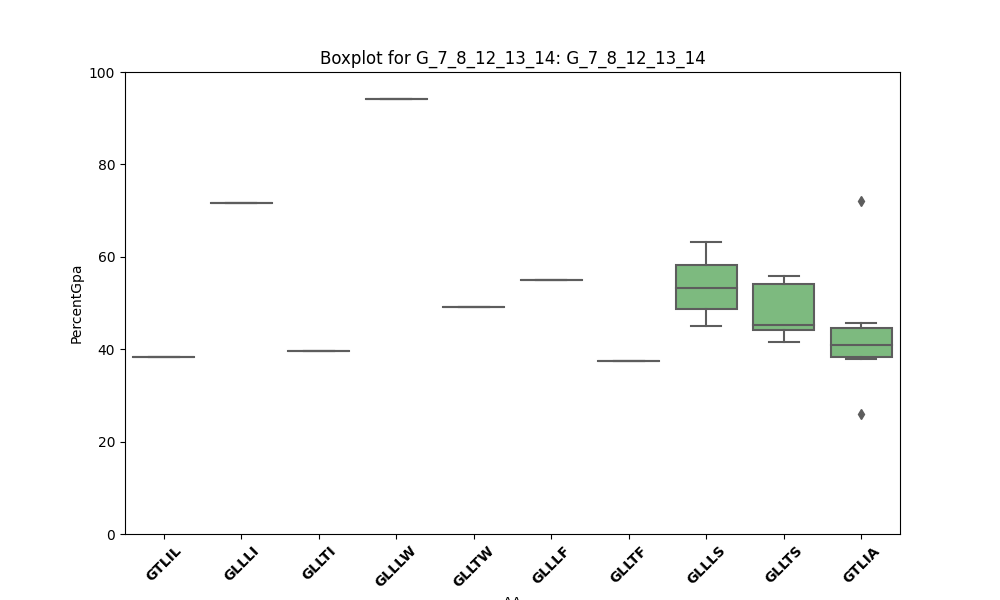 Boxplot for G_7_8_12_13_14: G_7_8_12_13_14
100
80
60
40
20
0
PercentGpa
GTLIL
GLLLI
GLLTI
GLLLW
GLLTW
GLLLF
GLLTF
GLLLS
GLLTS
GTLIA
AA